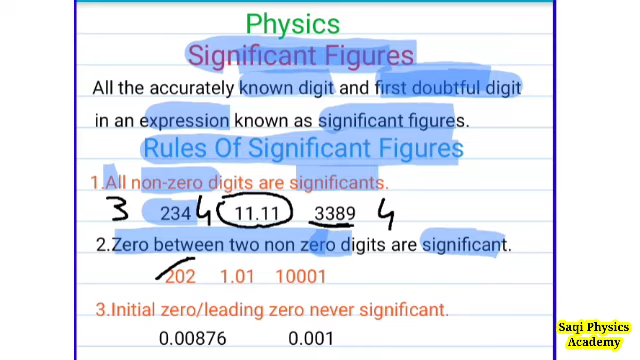 Physics
Significant Figures
All the accurately known digit and first doubtful digit
in an expression known as significant figures.
Rules Of Significant Figures
1.All non-zero digits are significants.
3 234 4 11.11 3389 4
2.Zero between two non zero digits are significant.
202 1.01 10001
3.Initial zero/leading zero never significant.
0.00876 0.001
Saqi Physics
Academy